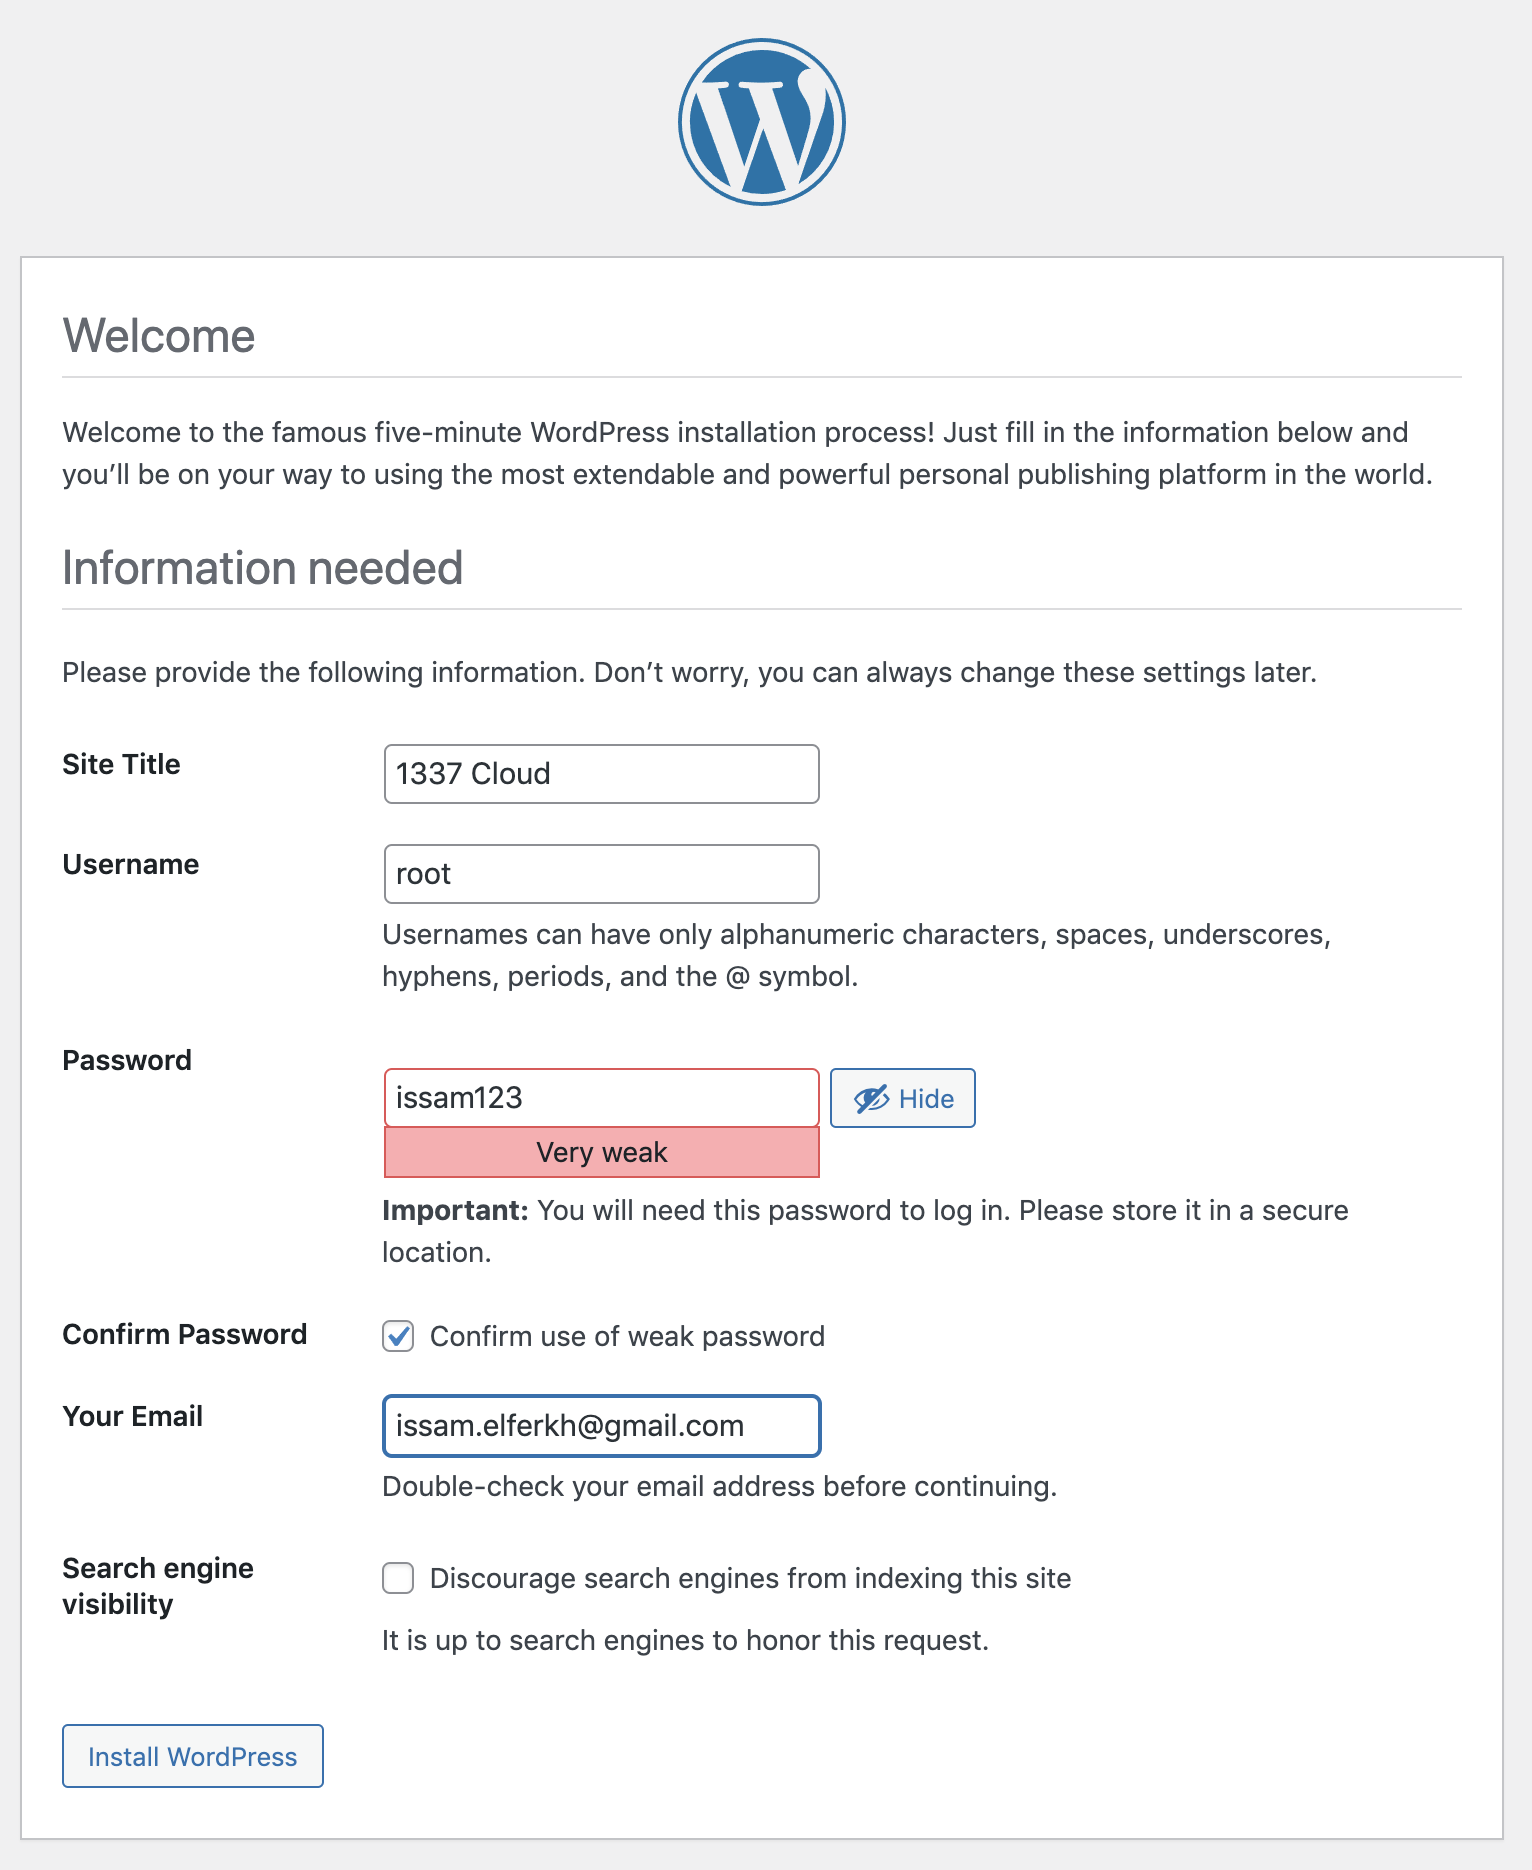 Welcome
Welcome to the famous five-minute WordPress installation process! Just fill in the information below and
you’ll be on your way to using the most extendable and powerful personal publishing platform in the world.
Information needed
Please provide the following information. Don’t worry, you can always change these settings later.
Site Title
1337 Cloud
Username
root
Usernames can have only alphanumeric characters, spaces, underscores,
hyphens, periods, and the @ symbol.
Password
issam123
Hide
Very weak
Important: You will need this password to log in. Please store it in a secure
location.
Confirm Password
Confirm use of weak password
Your Email
issam.elferkh@gmail.com
Double-check your email address before continuing.
Search engine
visibility
Discourage search engines from indexing this site
It is up to search engines to honor this request.
Install WordPress